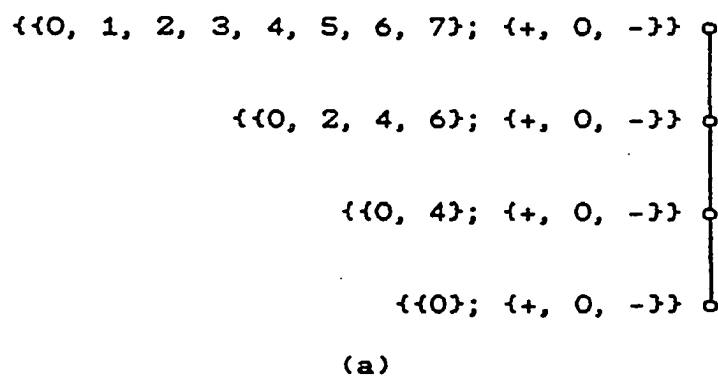 {{0, 1, 2, 3, 4, 5, 6, 7}; {+, 0, -}}
{{0, 2, 4, 6}; {+, 0, -}}
{{0, 4}; {+, 0, -}}
{{0}; {+, 0, -}}
(a)